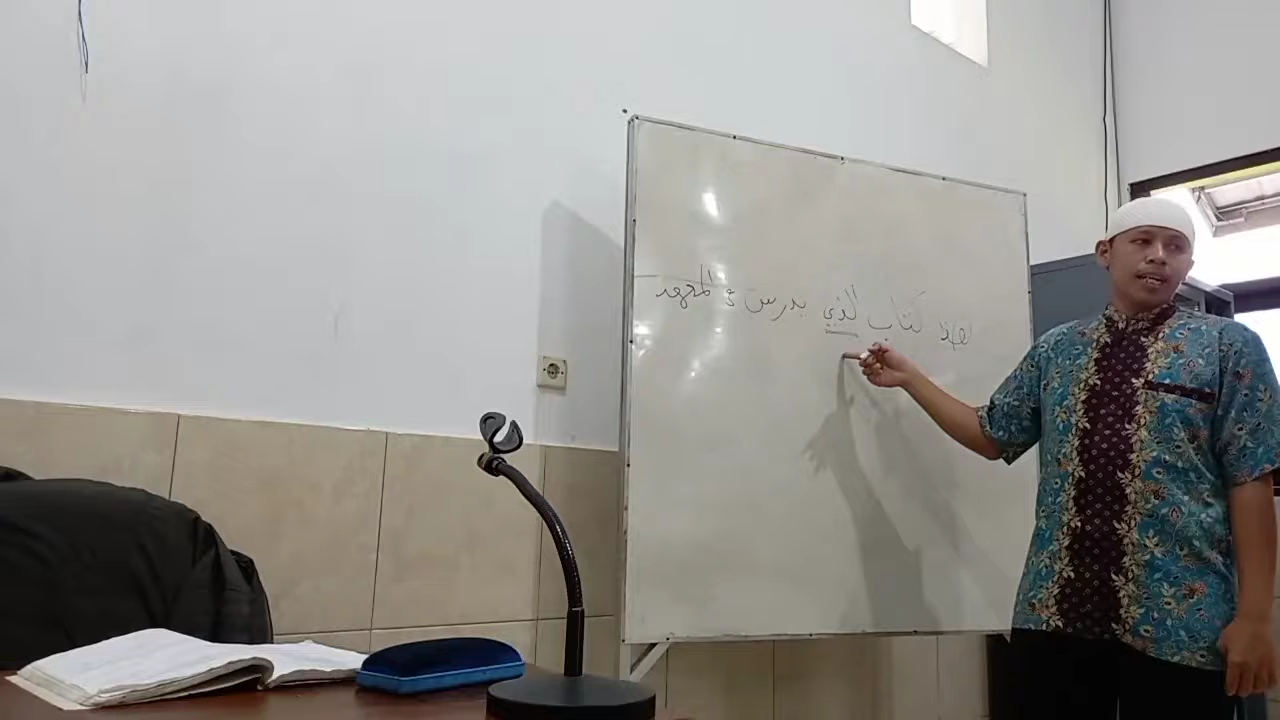 هذا كتاب الذي يدرس في المعهد